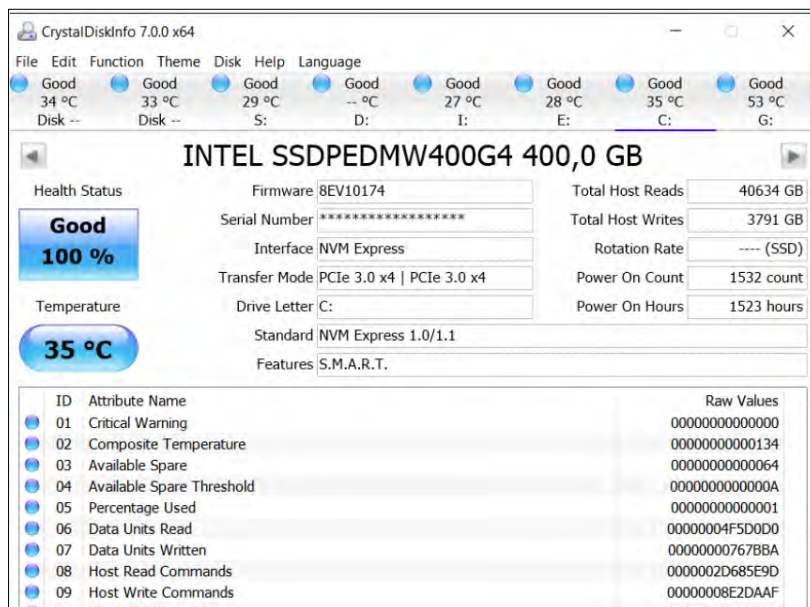 CrystalDiskInfo 7.0.0 x64
File Edit Function Theme Disk Help Language
Good Good Good Good Good Good Good Good
34 °C 33 °C 29 °C -- °C 27 °C 28 °C 35 °C 53 °C
Disk -- Disk -- S: D: I: E: C: G:
INTEL SSDPEDMW400G4 400,0 GB
Health Status
Good
100 %
Temperature
35 °C
Firmware 8EV10174
Serial Number ******************
Interface NVM Express
Transfer Mode PCIe 3.0 x4 | PCIe 3.0 x4
Drive Letter C:
Standard NVM Express 1.0/1.1
Features S.M.A.R.T.
Total Host Reads 40634 GB
Total Host Writes 3791 GB
Rotation Rate ---- (SSD)
Power On Count 1532 count
Power On Hours 1523 hours
ID Attribute Name Raw Values
01 Critical Warning 00000000000000
02 Composite Temperature 00000000000134
03 Available Spare 00000000000064
04 Available Spare Threshold 0000000000000A
05 Percentage Used 00000000000001
06 Data Units Read 00000004F5D0D0
07 Data Units Written 00000000767BBA
08 Host Read Commands 0000002D685E9D
09 Host Write Commands 00000008E2DAAF